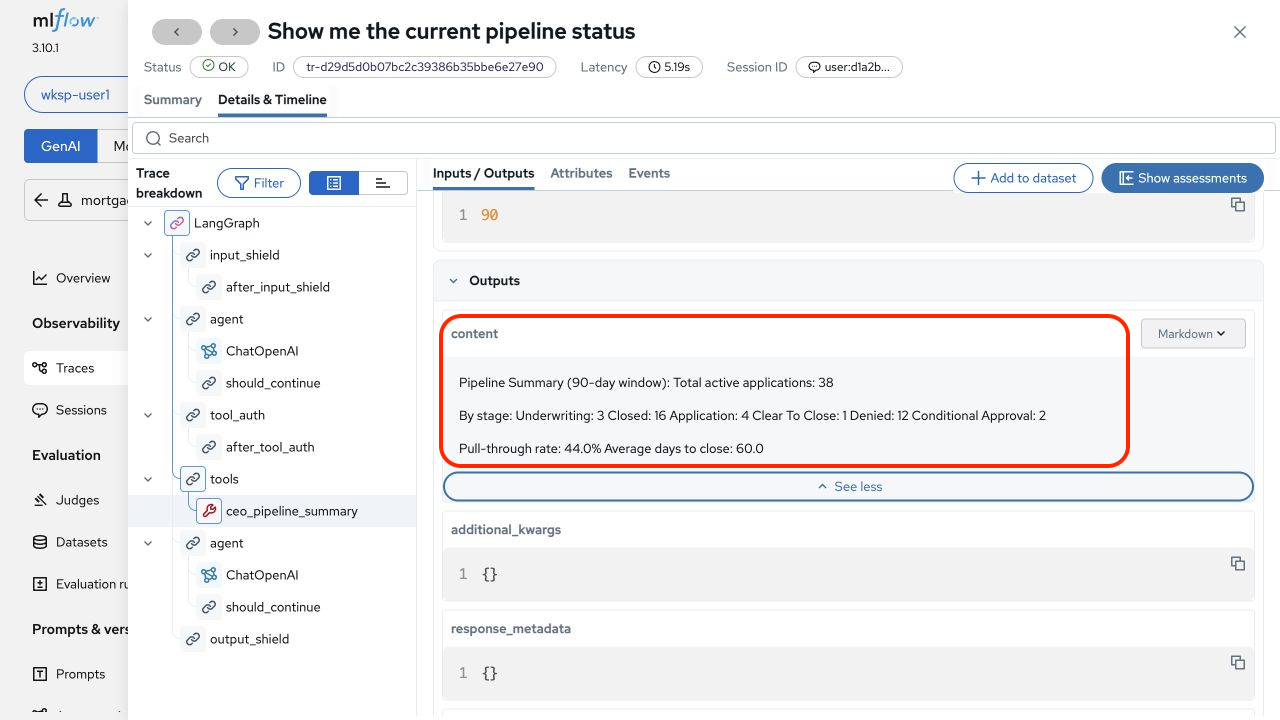 mlflow
3.10.1
wksp-user1
GenAI
Mo
mortgag
Overview
Observability
Traces
Sessions
Evaluation
Judges
Datasets
Evaluation ru
Prompts & vers
Prompts
Show me the current pipeline status
Status OK ID tr-d29d5d0b07bc2c39386b35bbe6e27e90 Latency 5.19s Session ID user:d1a2b...
Summary Details & Timeline
Search
Trace breakdown
Filter
LangGraph
input_shield
after_input_shield
agent
ChatOpenAI
should_continue
tool_auth
after_tool_auth
tools
ceo_pipeline_summary
agent
ChatOpenAI
should_continue
output_shield
Inputs / Outputs Attributes Events
Add to dataset
Show assessments
1 90
Outputs
content
Markdown
Pipeline Summary (90-day window): Total active applications: 38
By stage: Underwriting: 3 Closed: 16 Application: 4 Clear To Close: 1 Denied: 12 Conditional Approval: 2
Pull-through rate: 44.0% Average days to close: 60.0
See less
additional_kwargs
1 {}
response_metadata
1 {}